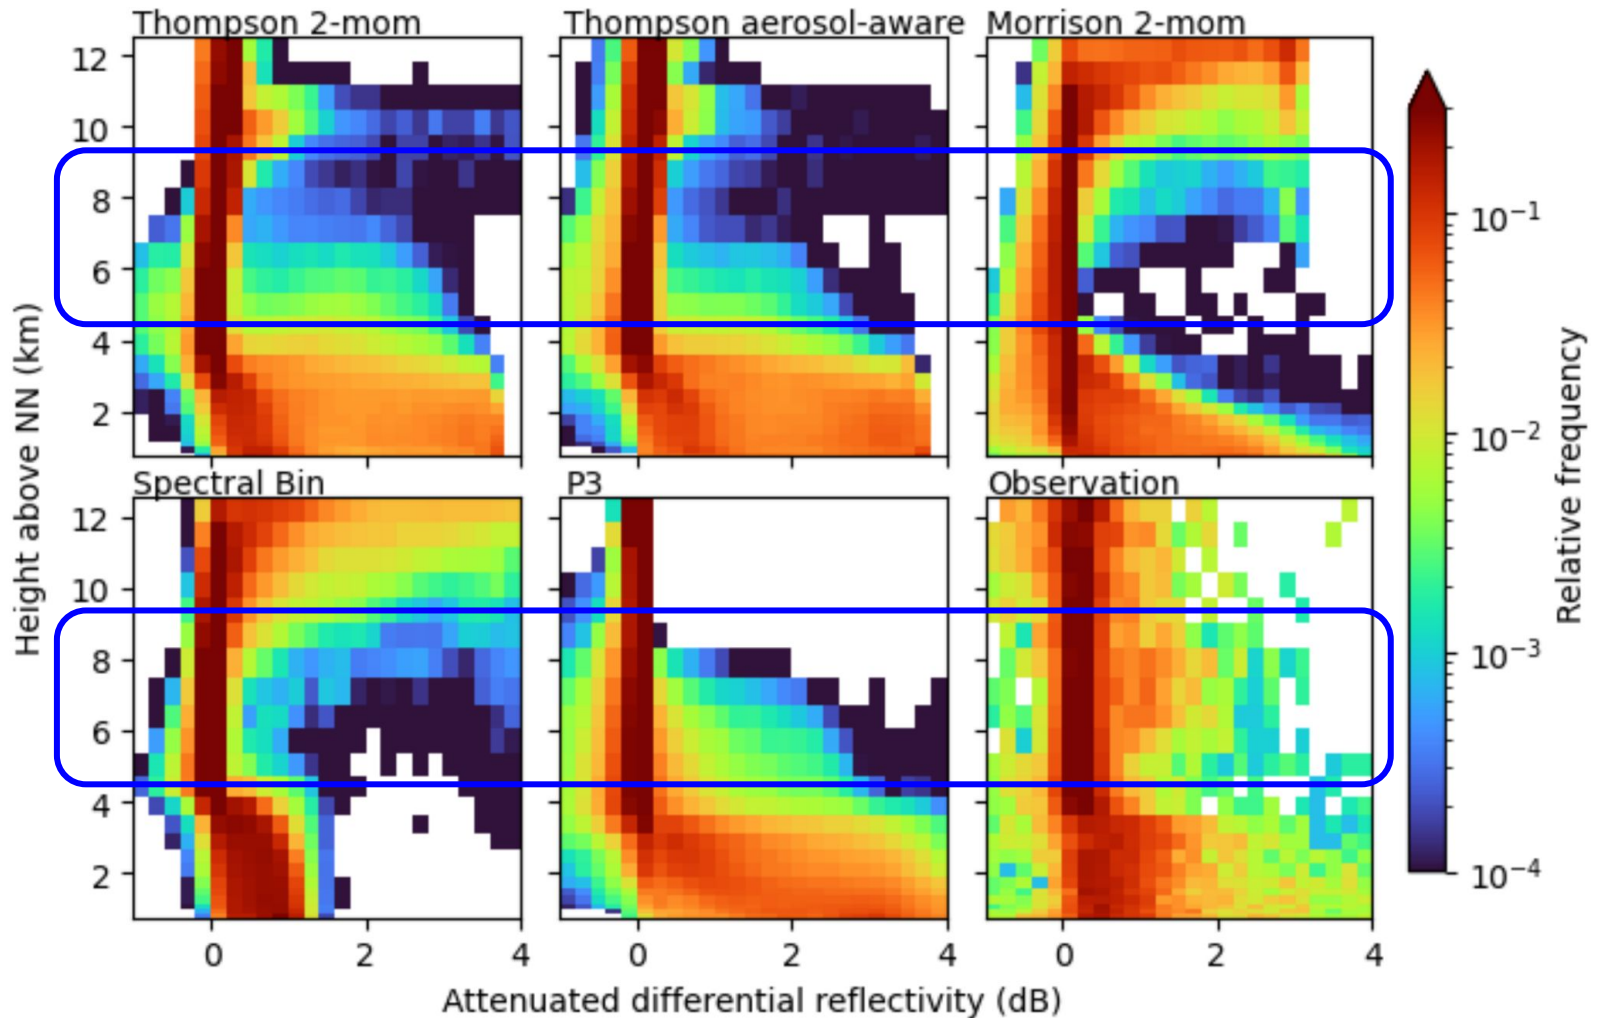 Thompson 2-mom
Thompson aerosol-aware
Morrison 2-mom
12
10
8
6
4
2
Spectral Bin
P3
Observation
12
10
8
6
4
2
0 2 4
0 2 4
0 2 4
Height above NN (km)
Attenuated differential reflectivity (dB)
10⁻¹
10⁻²
10⁻³
10⁻⁴
Relative frequency